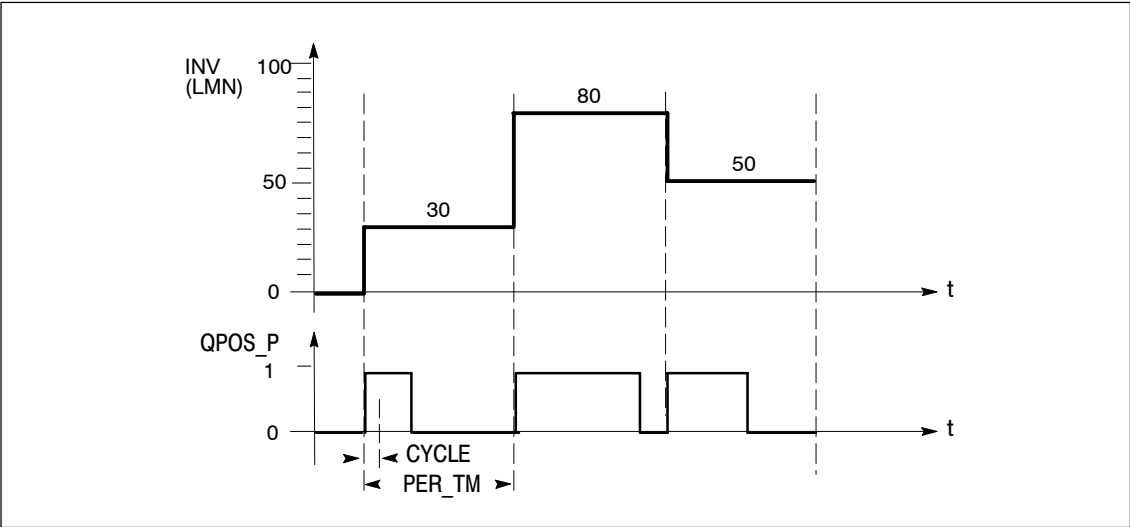 INV
(LMN)
100
80
50
50
30
0
t
QPOS_P
1
0
t
CYCLE
PER_TM